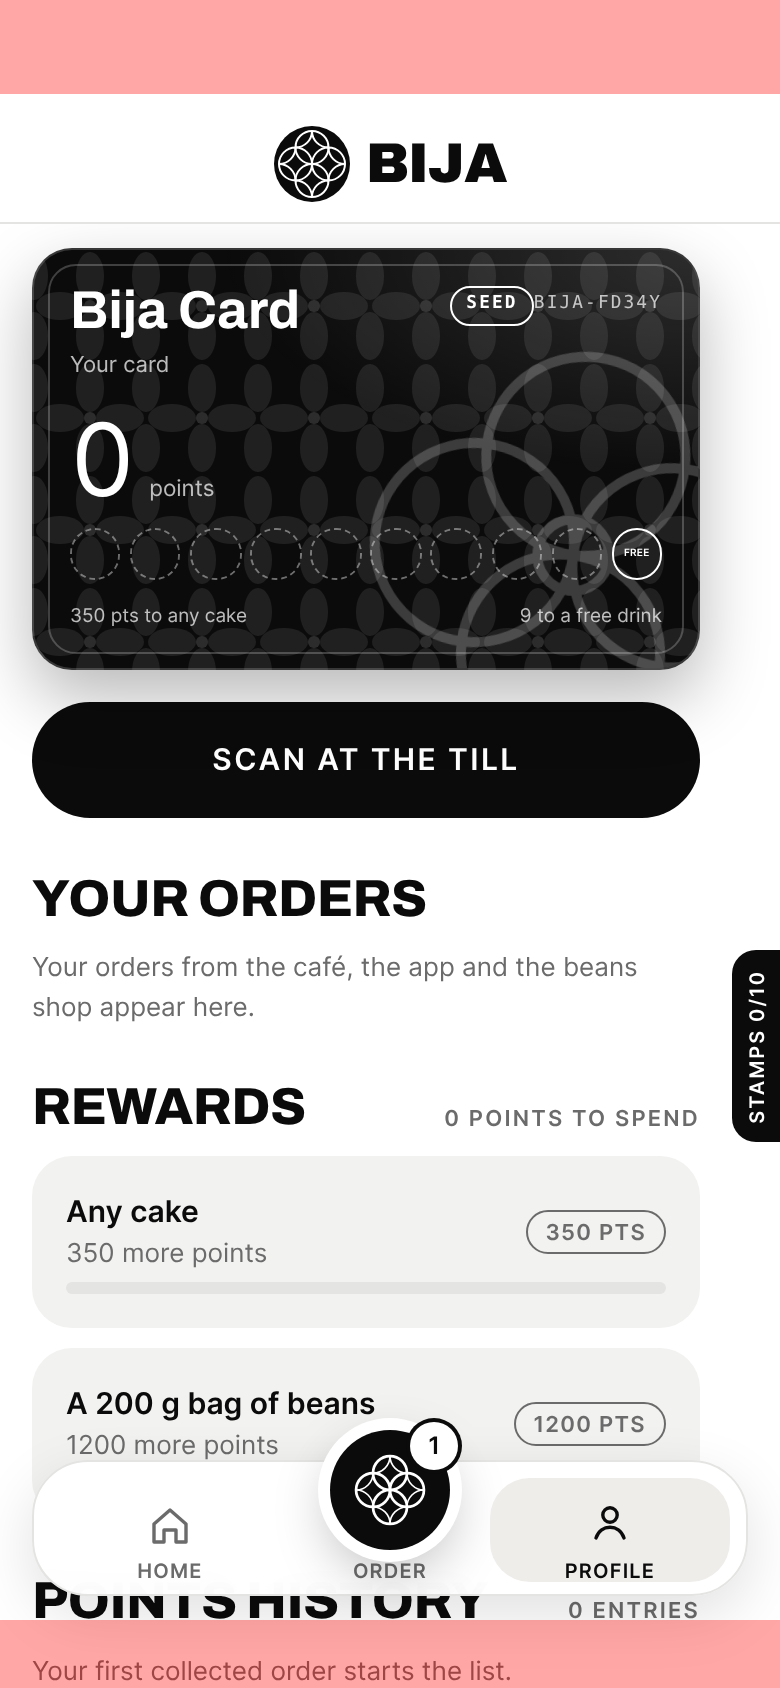 BIJA
Bija Card
SEED BIJA-FD34Y
Your card
0 points
FREE
350 pts to any cake
9 to a free drink
SCAN AT THE TILL
YOUR ORDERS
Your orders from the café, the app and the beans
shop appear here.
STAMPS 0/10
REWARDS
0 POINTS TO SPEND
Any cake
350 more points
350 PTS
A 200 g bag of beans
1200 more points
1200 PTS
1
HOME
ORDER
PROFILE
POINTS HISTORY
0 ENTRIES
Your first collected order starts the list.